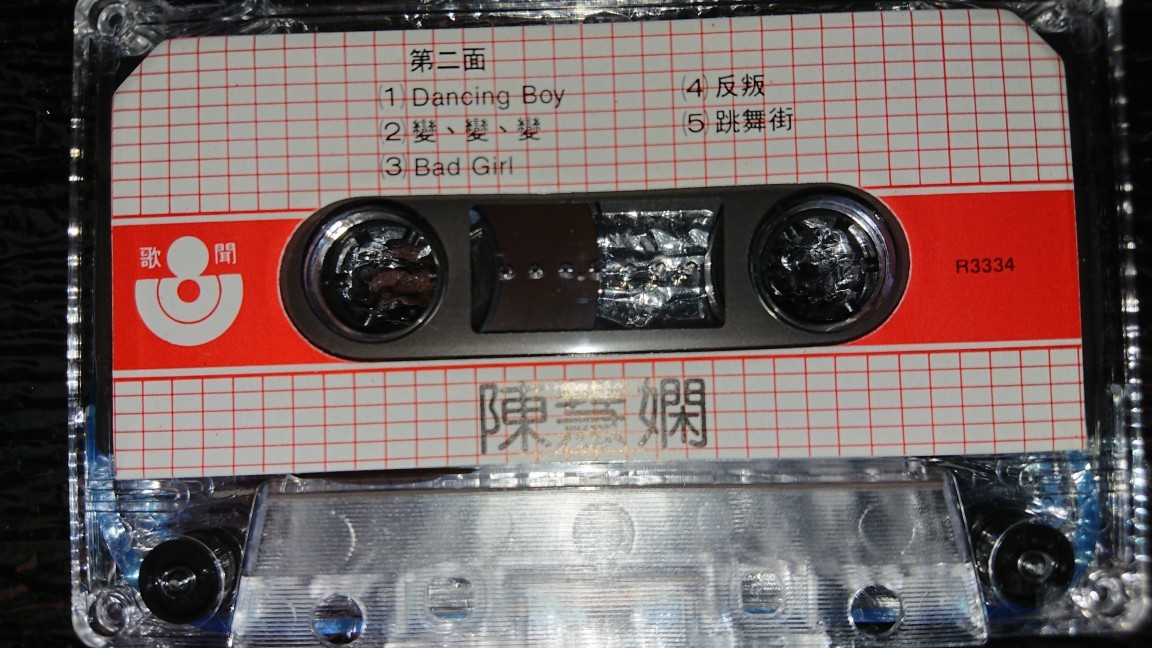 第二面
(1) Dancing Boy
(2) 變、變、變
(3) Bad Girl
(4) 反叛
(5) 跳舞街
歌聞
R3334
陳慧嫻